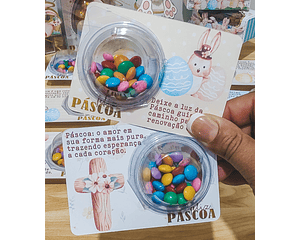 PÁSCOA
Deixe a luz da
Páscoa guiar
caminho pa
renovação
Páscoa: o amor em
sua forma mais pura,
trazendo esperança
a cada coração.
PÁSCOA